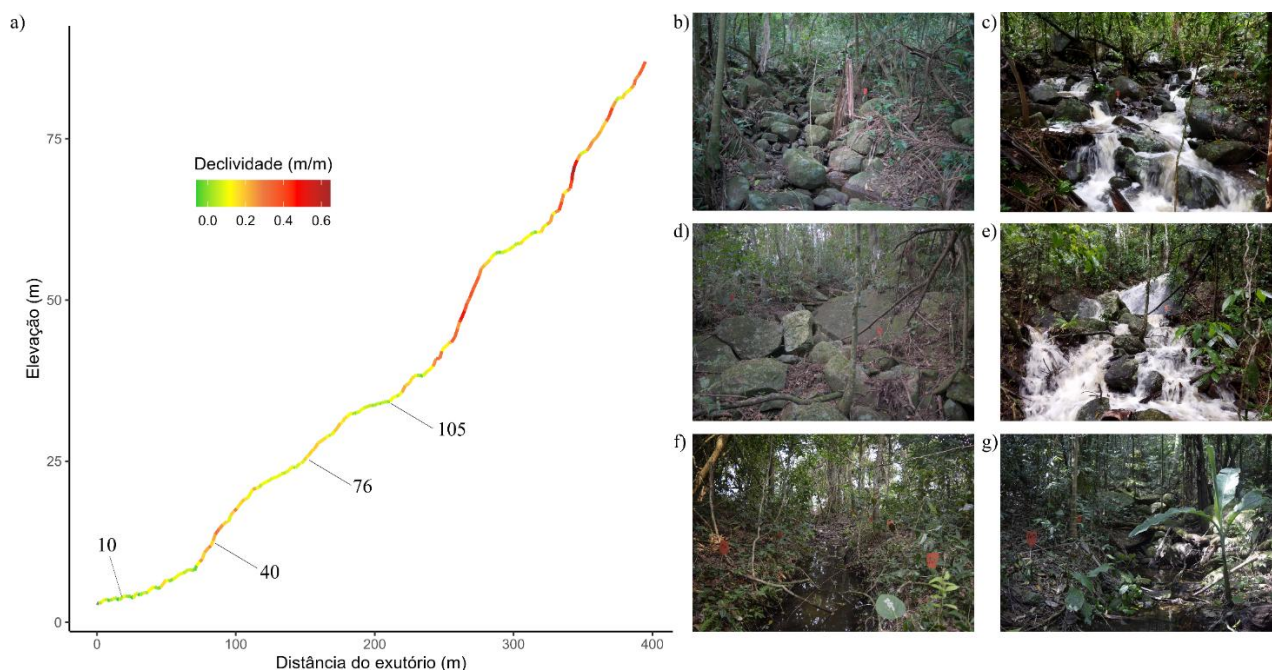 a)
Declividade (m/m)
0.0 0.2 0.4 0.6
Elevação (m)
75
50
25
0
105
76
40
10
0 100 200 300 400
Distância do exutório (m)
b)
c)
d)
e)
f)
g)